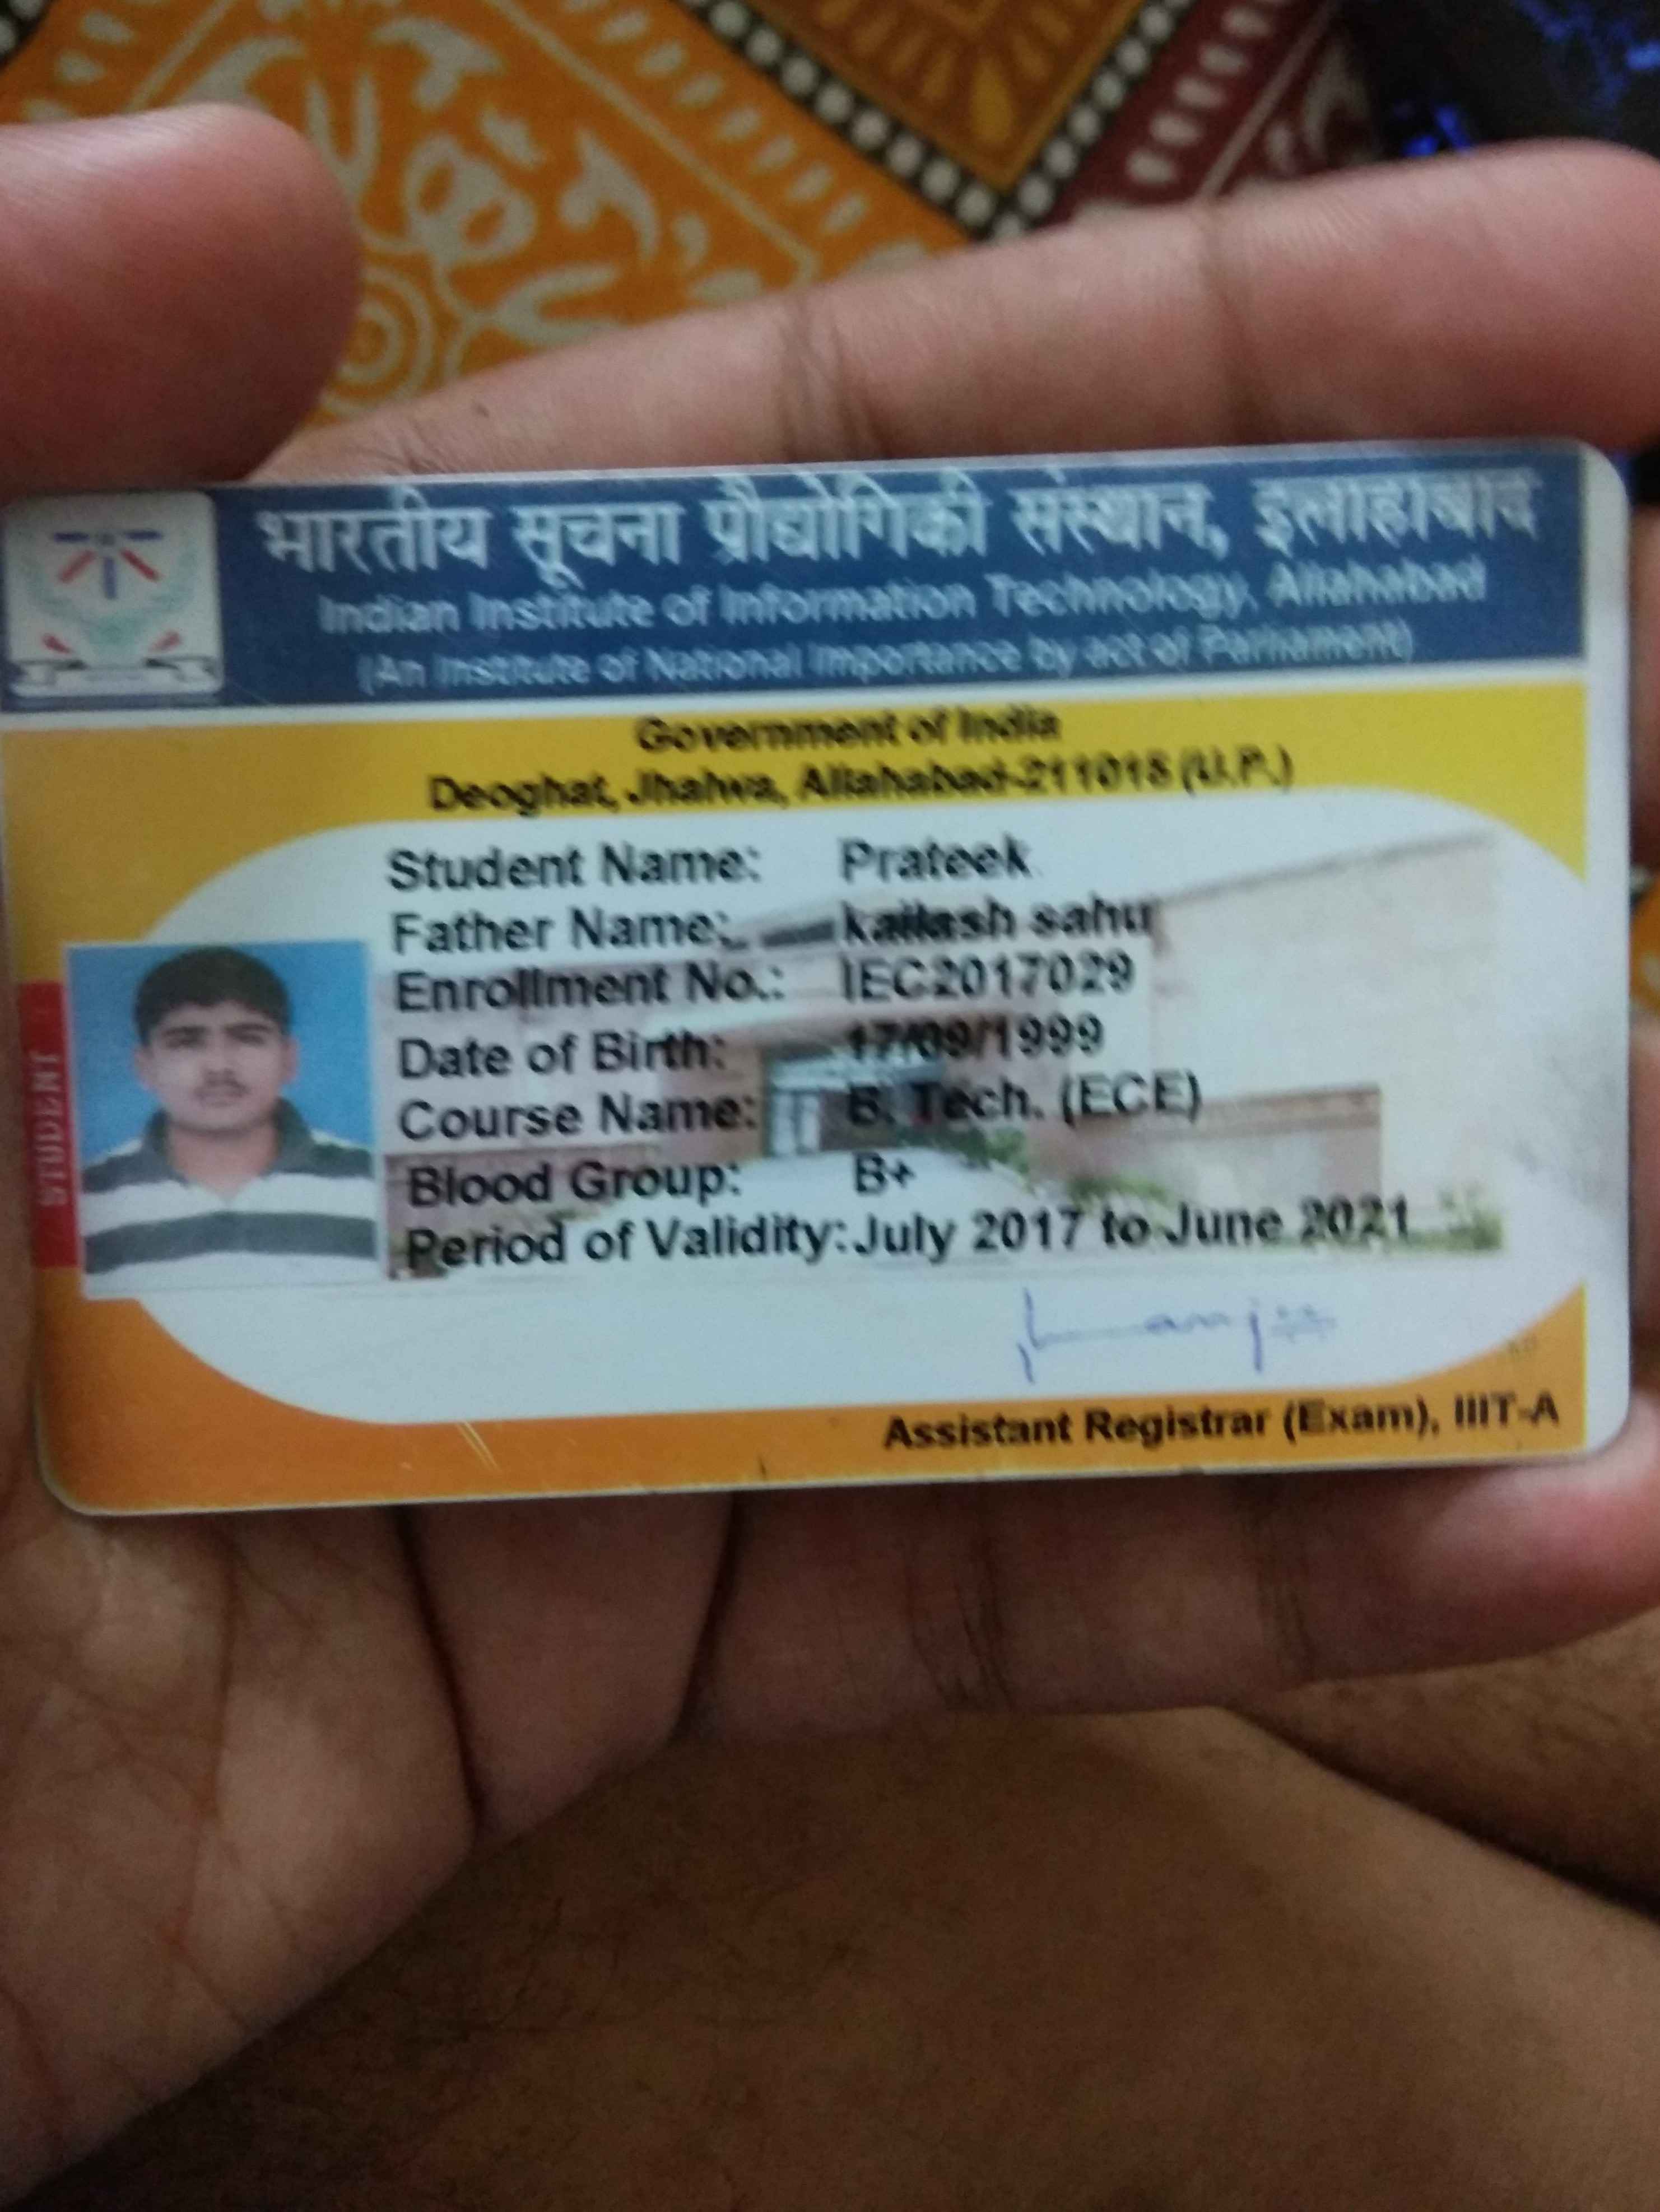 भारतीय सूचना प्रौद्योगिकी संस्थान, इलाहाबाद
Indian Institute of Information Technology, Allahabad
(An Institute of National Importance by act of Parliament)
Government of India
Deoghat, Jhalwa, Allahabad-211015 (U.P.)
Student Name: Prateek
Father Name: kailash sahu
Enrollment No.: IEC2017029
Date of Birth: 17/09/1999
Course Name: B. Tech. (ECE)
Blood Group: B+
Period of Validity: July 2017 to June 2021
STUDENT
Assistant Registrar (Exam), IIIT-A